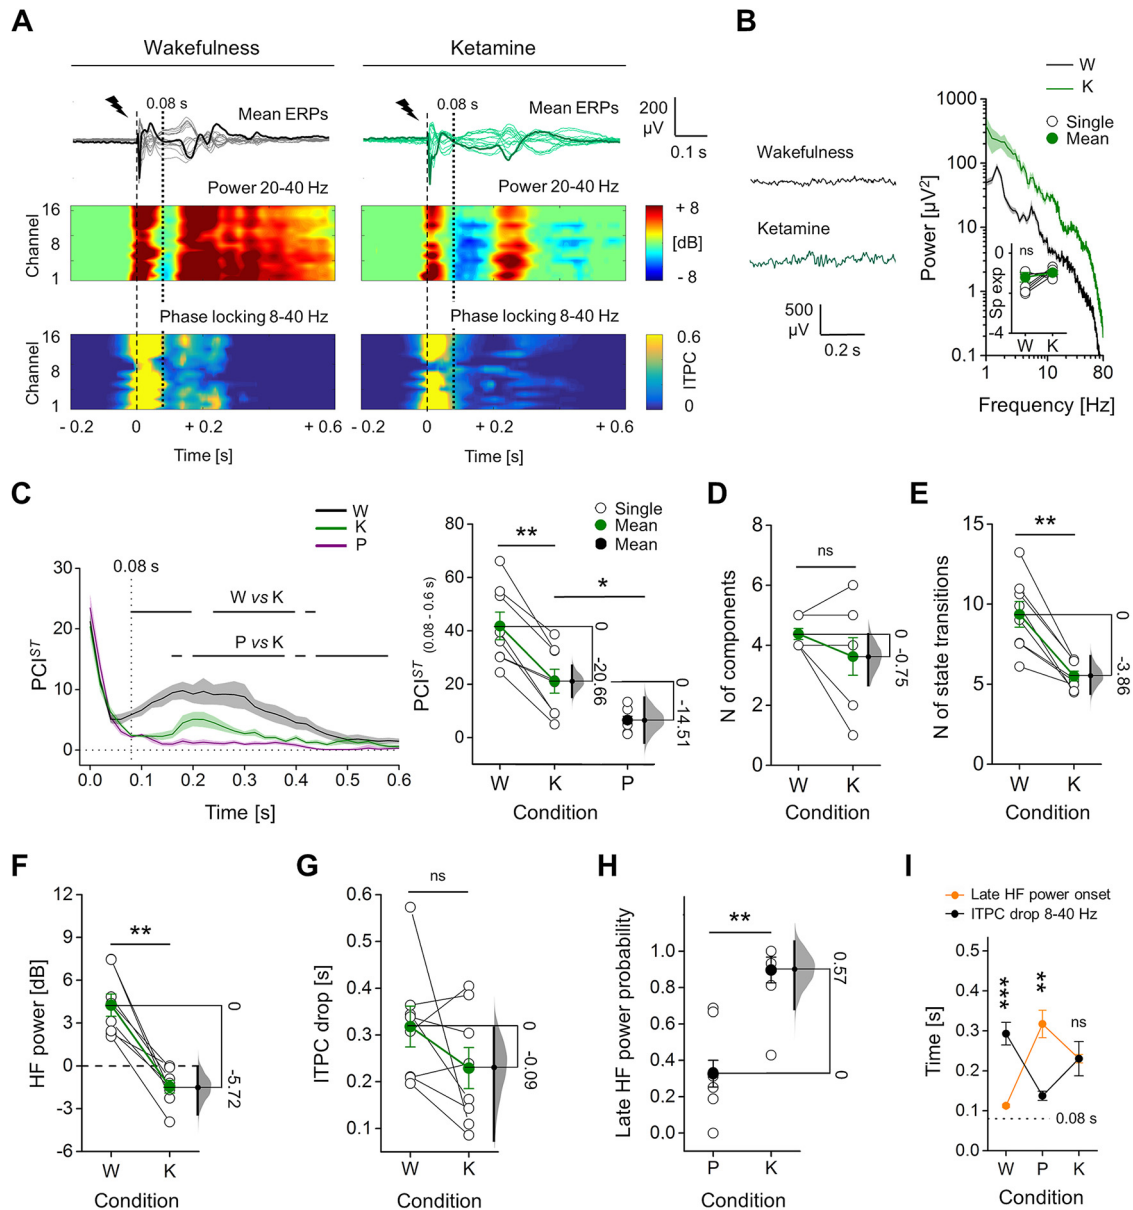 A
Wakefulness
Ketamine
0.08 s
Mean ERPs
0.08 s
Mean ERPs
200
µV
0.1 s
Power 20-40 Hz
Power 20-40 Hz
Channel
16
8
1
+ 8
[dB]
- 8
Phase locking 8-40 Hz
Phase locking 8-40 Hz
Channel
16
8
1
0.6
ITPC
0
- 0.2
0
+ 0.2
+ 0.6
- 0.2
0
+ 0.2
+ 0.6
Time [s]
Time [s]
B
W
K
Single
Mean
Wakefulness
Ketamine
500
µV
0.2 s
Power [µV²]
1000
100
10
1
0.1
0
ns
Sp exp
-4
W K
1
10
80
Frequency [Hz]
C
W
K
P
0.08 s
W vs K
P vs K
PCIST
30
20
10
0
0.0 0.1 0.2 0.3 0.4 0.5 0.6
Time [s]
Single
Mean
Mean
**
*
PCIST (0.08 - 0.6 s)
80
60
40
20
0
0
-20.66
0
-14.51
W K P
Condition
D
ns
N of components
8
6
4
2
0
0
-0.75
W K
Condition
E
**
N of state transitions
15
10
5
0
0
-3.86
W K
Condition
F
**
HF power [dB]
12
9
6
3
0
-3
-6
0
-5.72
W K
Condition
G
ns
ITPC drop [s]
0.6
0.5
0.4
0.3
0.2
0.1
0
-0.09
W K
Condition
H
**
Late HF power probability
1.0
0.8
0.6
0.4
0.2
0.0
0.57
0
P K
Condition
I
Late HF power onset
ITPC drop 8-40 Hz
Time [s]
0.5
0.4
0.3
0.2
0.1
0.0
***
**
ns
0.08 s
W P K
Condition